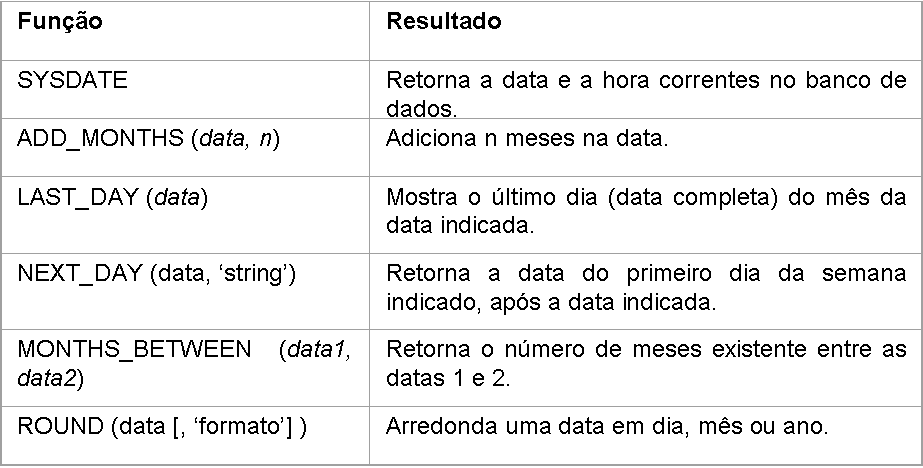 Função Resultado
SYSDATE Retorna a data e a hora correntes no banco de
dados.
ADD_MONTHS (data, n) Adiciona n meses na data.
LAST_DAY (data) Mostra o último dia (data completa) do mês da
data indicada.
NEXT_DAY (data, ‘string’) Retorna a data do primeiro dia da semana
indicado, após a data indicada.
MONTHS_BETWEEN (data1, Retorna o número de meses existente entre as
data2) datas 1 e 2.
ROUND (data [, ‘formato’] ) Arredonda uma data em dia, mês ou ano.